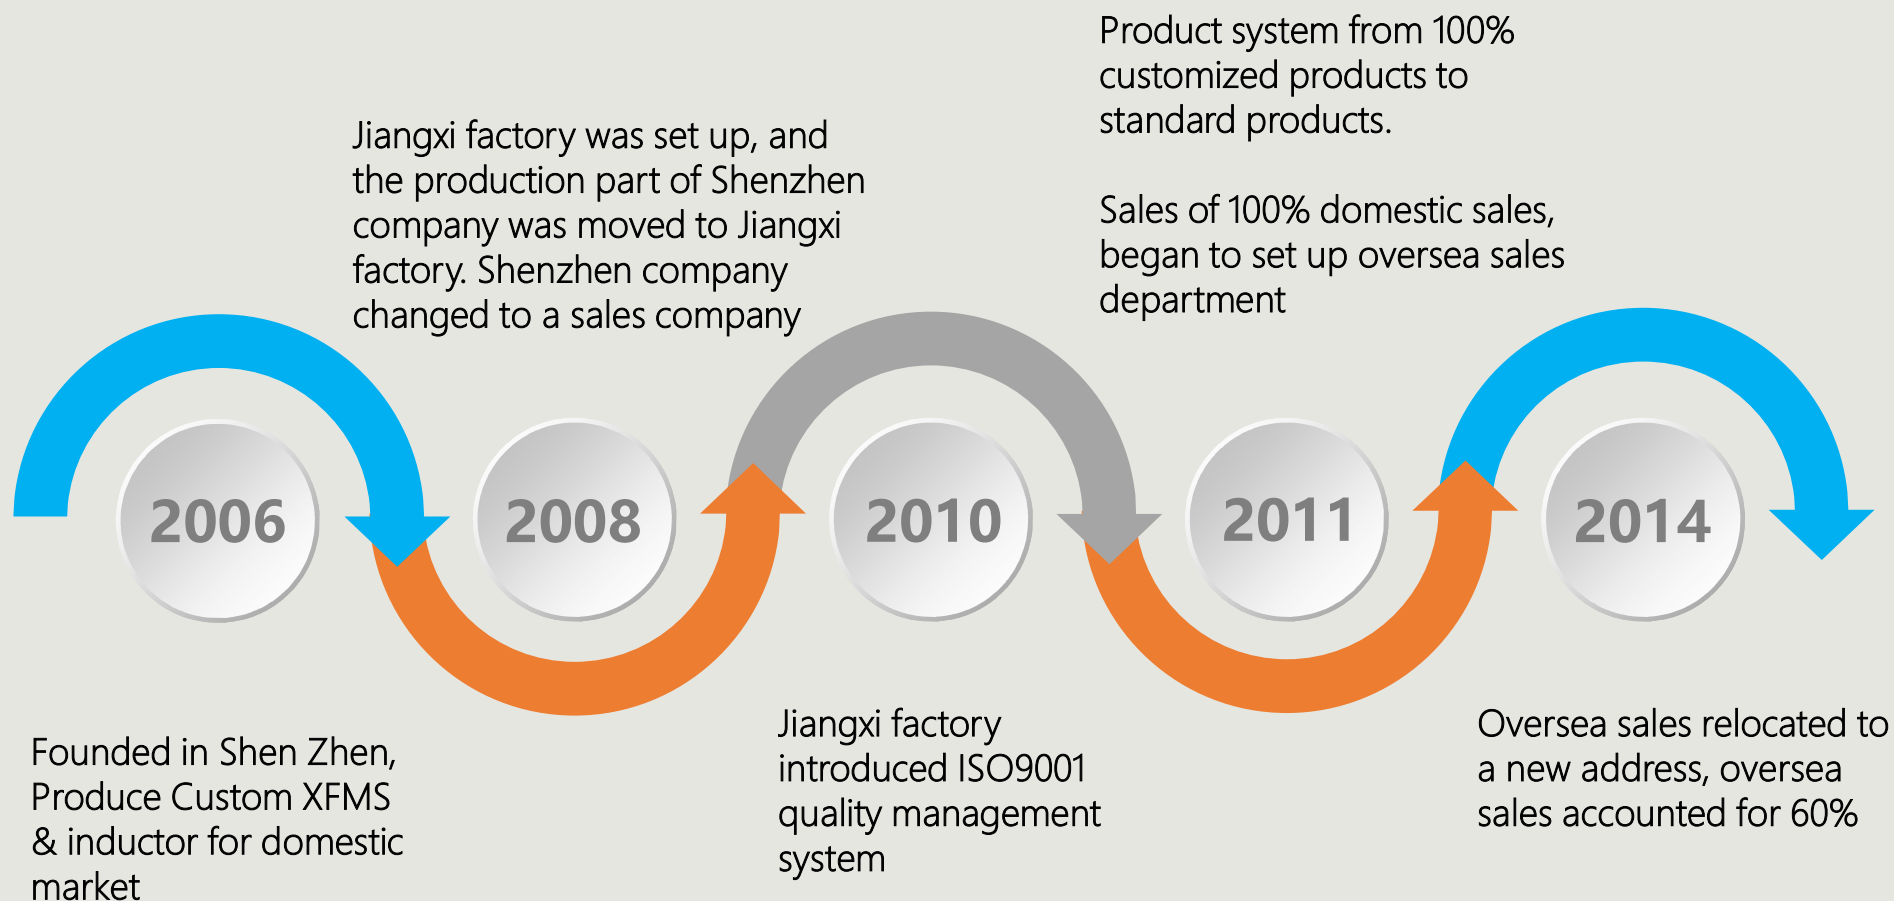 Product system from 100%
customized products to
standard products.
Sales of 100% domestic sales,
began to set up oversea sales
department
Jiangxi factory was set up, and
the production part of Shenzhen
company was moved to Jiangxi
factory. Shenzhen company
changed to a sales company
2006
2008
2010
2011
2014
Founded in Shen Zhen,
Produce Custom XFMS
& inductor for domestic
market
Jiangxi factory
introduced ISO9001
quality management
system
Oversea sales relocated to
a new address, oversea
sales accounted for 60%